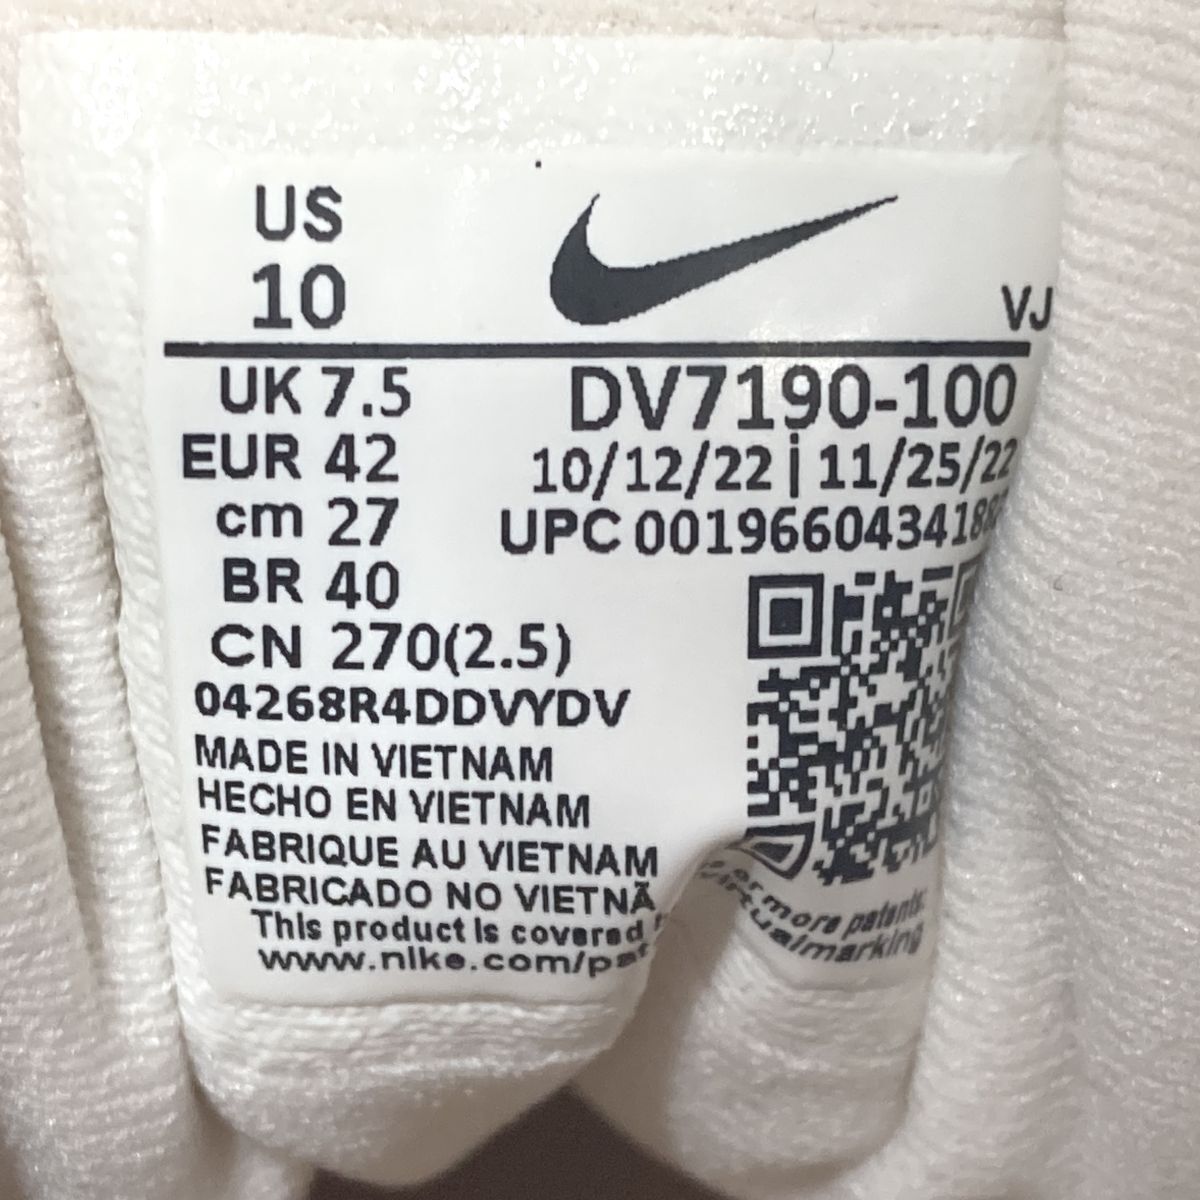 US
10
VJ
UK 7.5
EUR 42
cm 27
BR 40
CN 270(2.5)
04268R4DDVYDV
MADE IN VIETNAM
HECHO EN VIETNAM
FABRIQUE AU VIETNAM
FABRICADO NO VIETNÃ
This product is covered
www.nike.com/pat
DV7190-100
10/12/22 | 11/25/22
UPC
more patents:
virtualmarking